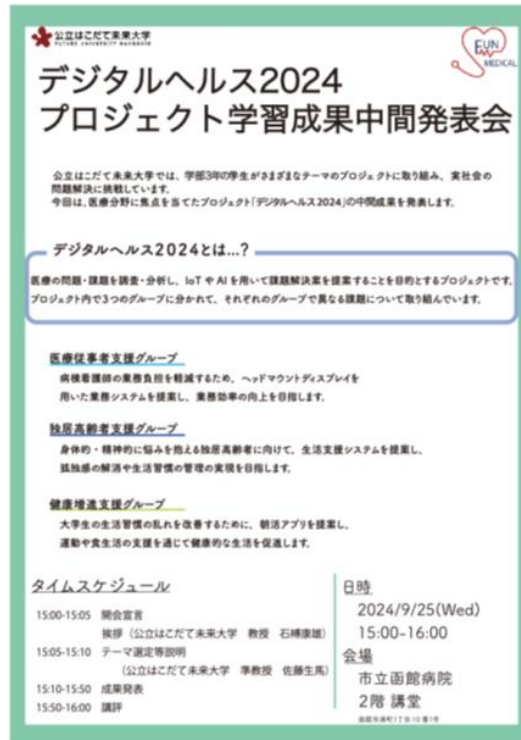 公立はこだて未来大学
FUTURE UNIVERSITY HAKODATE
FUN
MEDICAL
デジタルヘルス2024
プロジェクト学習成果中間発表会
公立はこだて未来大学では、学部3年の学生がさまざまなテーマのプロジェクトに取り組み、実社会の
問題解決に挑戦しています。
今回は、医療分野に焦点を当てたプロジェクト「デジタルヘルス2024」の中間成果を発表します。
デジタルヘルス2024とは...?
医療の問題・課題を調査・分析し、IoT や AI を用いて課題解決案を提案することを目的とするプロジェクトです。
プロジェクト内で3つのグループに分かれて、それぞれのグループで異なる課題について取り組んでいます。
医療従事者支援グループ
病棟看護師の業務負担を軽減するため、ヘッドマウントディスプレイを
用いた業務システムを提案し、業務効率の向上を目指します。
独居高齢者支援グループ
身体的・精神的に悩みを抱える独居高齢者に向けて、生活支援システムを提案し、
孤独感の解消や生活習慣の管理の実現を目指します。
健康増進支援グループ
大学生の生活習慣の乱れを改善するために、朝活アプリを提案し、
運動や食生活の支援を通じて健康的な生活を促進します。
タイムスケジュール
15:00-15:05 開会宣言
挨拶（公立はこだて未来大学 教授 石榑康雄）
15:05-15:10 テーマ選定等説明
（公立はこだて未来大学 準教授 佐藤生馬）
15:10-15:50 成果発表
15:50-16:00 講評
日時
2024/9/25(Wed)
15:00-16:00
会場
市立函館病院
2階 講堂
函館市港町1丁目10番1号